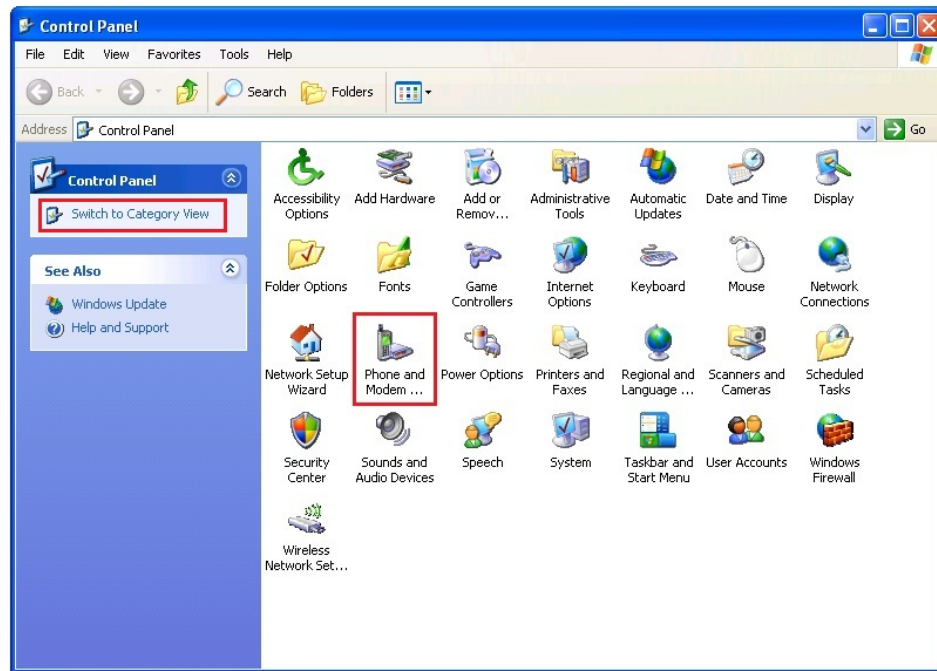 Control Panel
File Edit View Favorites Tools Help
Back Search Folders
Address Control Panel Go
Control Panel
Switch to Category View
See Also
Windows Update
Help and Support
Accessibility Options
Add Hardware
Add or Remov...
Administrative Tools
Automatic Updates
Date and Time
Display
Folder Options
Fonts
Game Controllers
Internet Options
Keyboard
Mouse
Network Connections
Network Setup Wizard
Phone and Modem ...
Power Options
Printers and Faxes
Regional and Language ...
Scanners and Cameras
Scheduled Tasks
Security Center
Sounds and Audio Devices
Speech
System
Taskbar and Start Menu
User Accounts
Windows Firewall
Wireless Network Set...